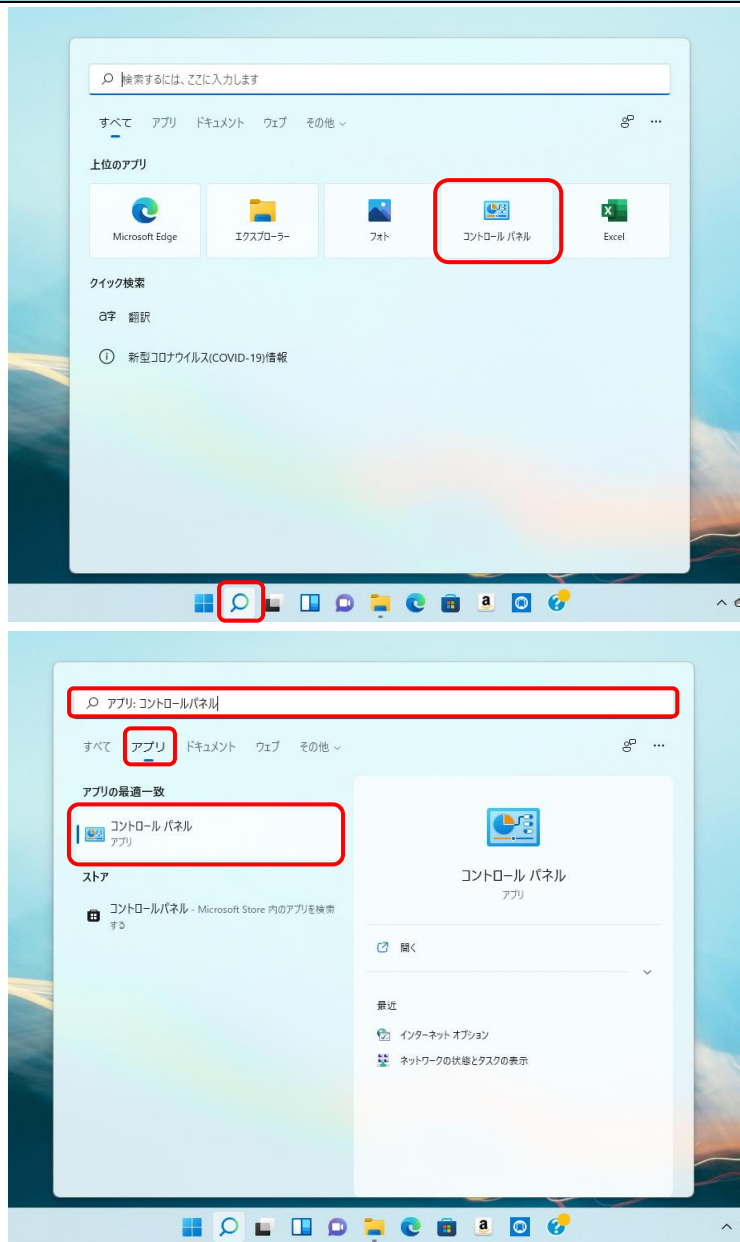 検索するには、ここに入力します
すべて アプリ ドキュメント ウェブ その他
上位のアプリ
Microsoft Edge エクスプローラー フォト コントロール パネル Excel
クイック検索
a字 翻訳
新型コロナウイルス(COVID-19)情報
アプリ: コントロールパネル
すべて アプリ ドキュメント ウェブ その他
アプリの最適一致
コントロール パネル
アプリ
ストア
コントロールパネル - Microsoft Store 内のアプリを検索
する
コントロール パネル
アプリ
開く
最近
インターネット オプション
ネットワークの状態とタスクの表示